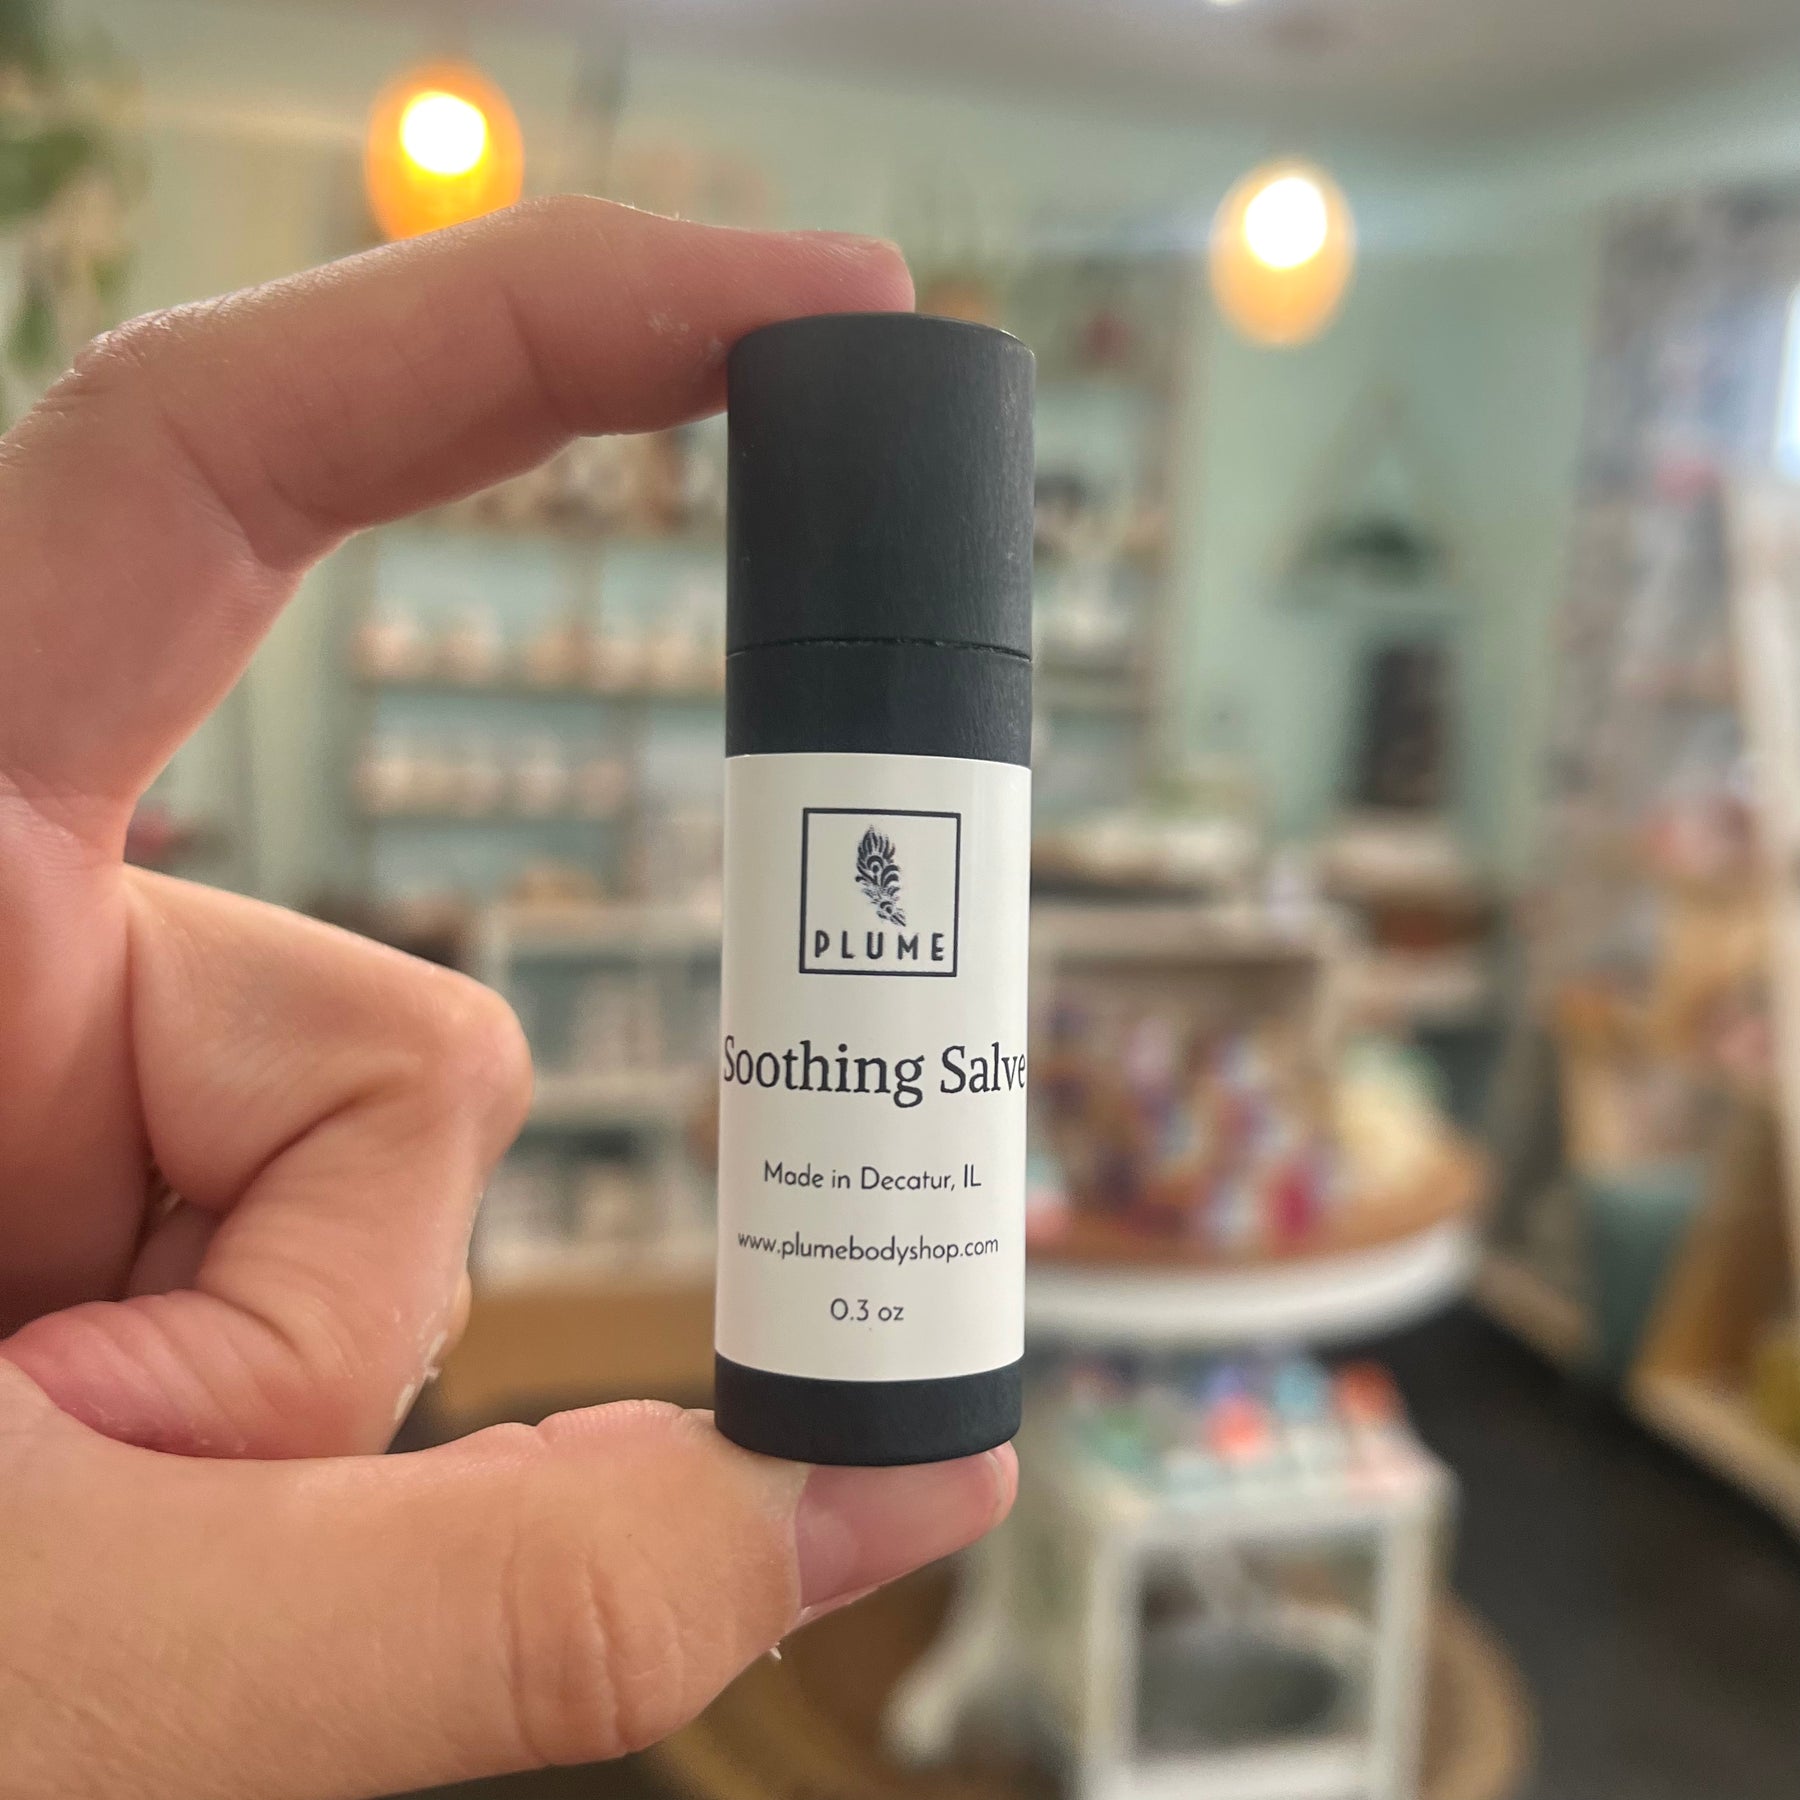 PLUME
Soothing Salve
Made in Decatur, IL
www.plumebodyshop.com
0.3 oz